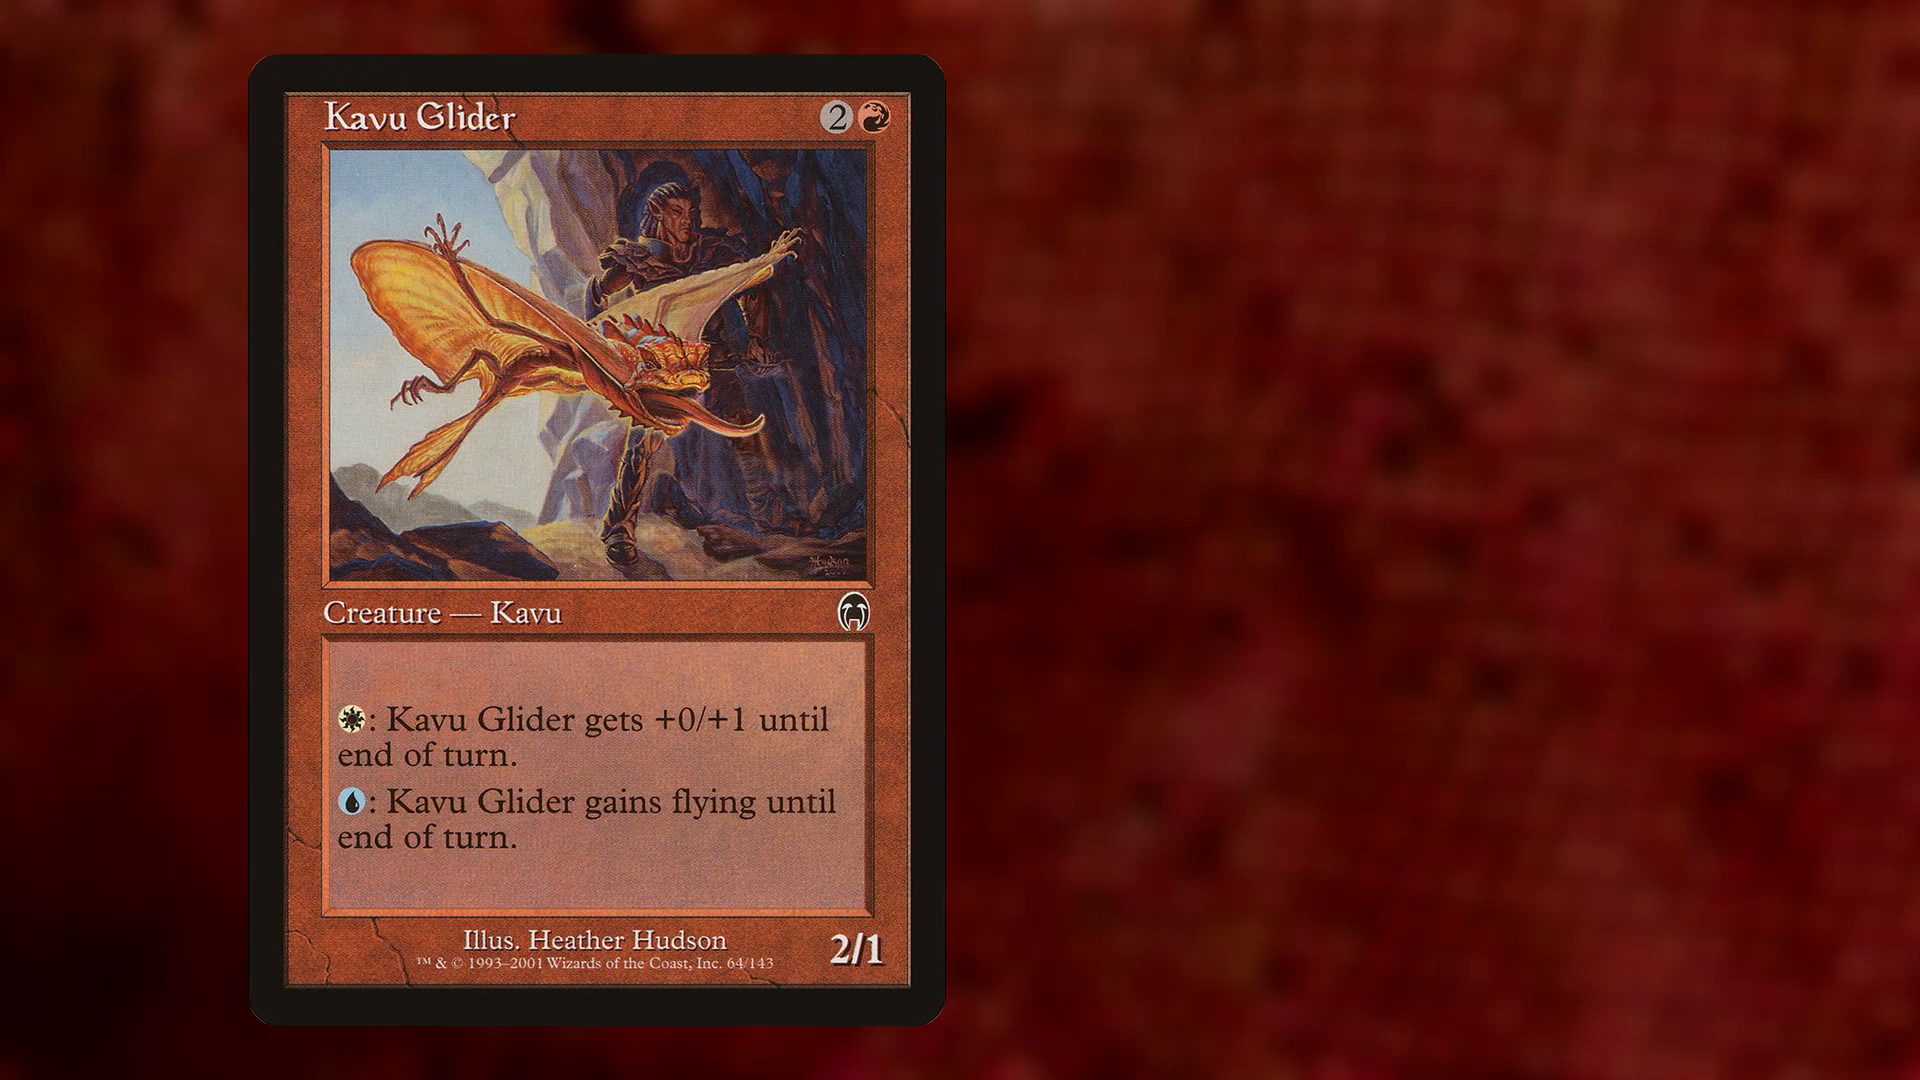 Kavu Glider
2
Hudson
Creature — Kavu
: Kavu Glider gets +0/+1 until
end of turn.
: Kavu Glider gains flying until
end of turn.
Illus. Heather Hudson
™ & © 1993–2001 Wizards of the Coast, Inc. 64/143
2/1